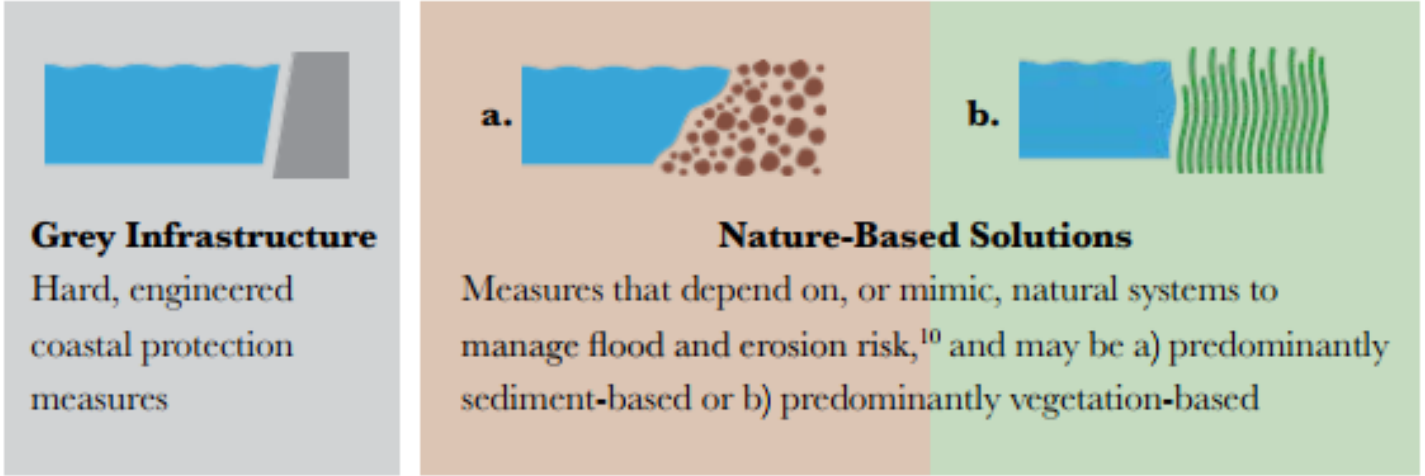 Grey Infrastructure
Hard, engineered
coastal protection
measures
a.
b.
Nature-Based Solutions
Measures that depend on, or mimic, natural systems to
manage flood and erosion risk,¹⁰ and may be a) predominantly
sediment-based or b) predominantly vegetation-based